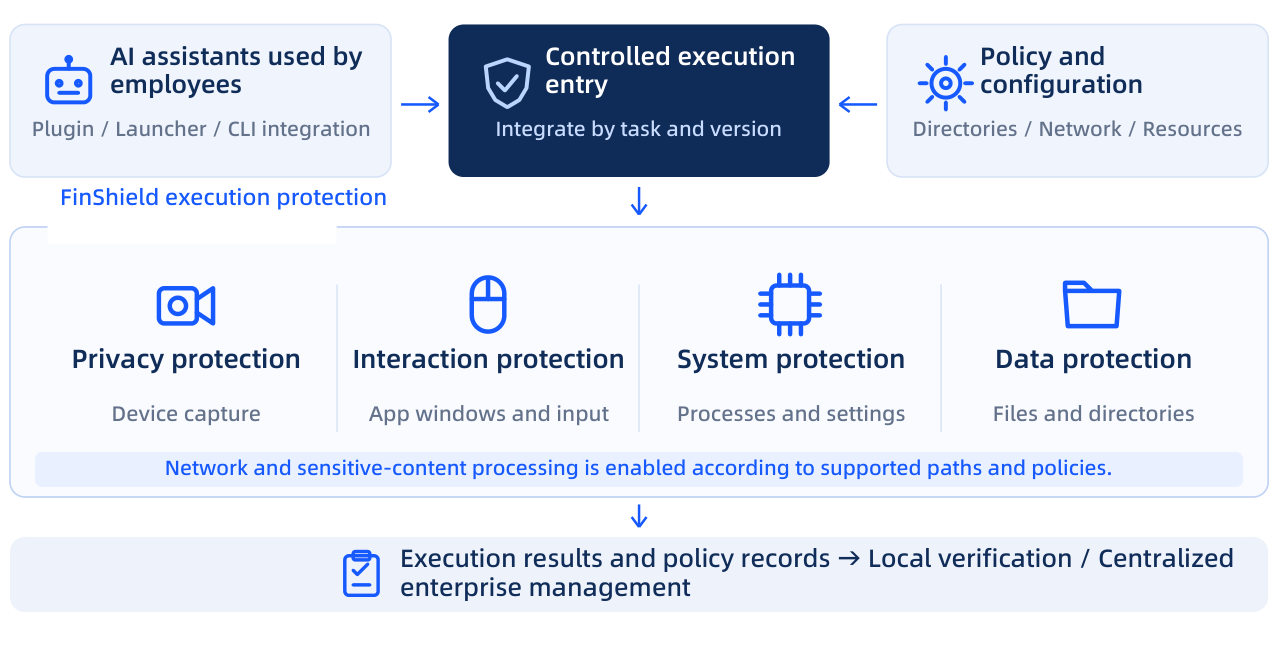 AI assistants used by
employees
Plugin / Launcher / CLI integration
Controlled execution
entry
Integrate by task and version
Policy and
configuration
Directories / Network / Resources
FinShield execution protection
Privacy protection
Device capture
Interaction protection
App windows and input
System protection
Processes and settings
Data protection
Files and directories
Network and sensitive-content processing is enabled according to supported paths and policies.
Execution results and policy records → Local verification / Centralized
enterprise management